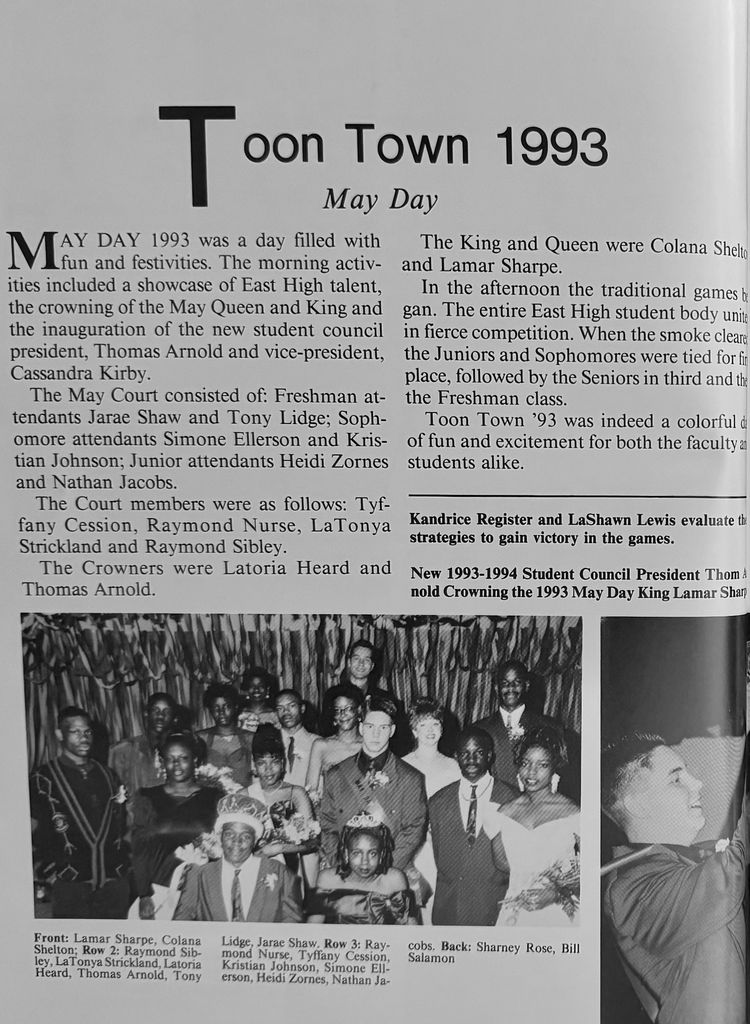 Toon Town 1993
May Day
MAY DAY 1993 was a day filled with
fun and festivities. The morning activ-
ities included a showcase of East High talent,
the crowning of the May Queen and King and
the inauguration of the new student council
president, Thomas Arnold and vice-president,
Cassandra Kirby.
The May Court consisted of: Freshman at-
tendants Jarae Shaw and Tony Lidge; Soph-
omore attendants Simone Ellerson and Kris-
tian Johnson; Junior attendants Heidi Zornes
and Nathan Jacobs.
The Court members were as follows: Tyf-
fany Cession, Raymond Nurse, LaTonya
Strickland and Raymond Sibley.
The Crowners were Latoria Heard and
Thomas Arnold.
The King and Queen were Colana
and Lamar Sharpe.
In the afternoon the traditional games
gan. The entire East High student body
in fierce competition. When the smoke
the Juniors and Sophomores were tied for
place, followed by the Seniors in third and
the Freshman class.
Toon Town '93 was indeed a colorful
of fun and excitement for both the faculty
students alike.
Kandrice Register and LaShawn Lewis evaluate
strategies to gain victory in the games.
New 1993-1994 Student Council President Thom
nold Crowning the 1993 May Day King Lamar
Front: Lamar Sharpe, Colana
Shelton; Row 2: Raymond Sib-
ley, LaTonya Strickland, Latoria
Heard, Thomas Arnold, Tony
Lidge, Jarae Shaw. Row 3: Ray-
mond Nurse, Tyffany Cession,
Kristian Johnson, Simone Ell-
erson, Heidi Zornes, Nathan Ja-
cobs. Back: Sharney Rose, Bill
Salamon